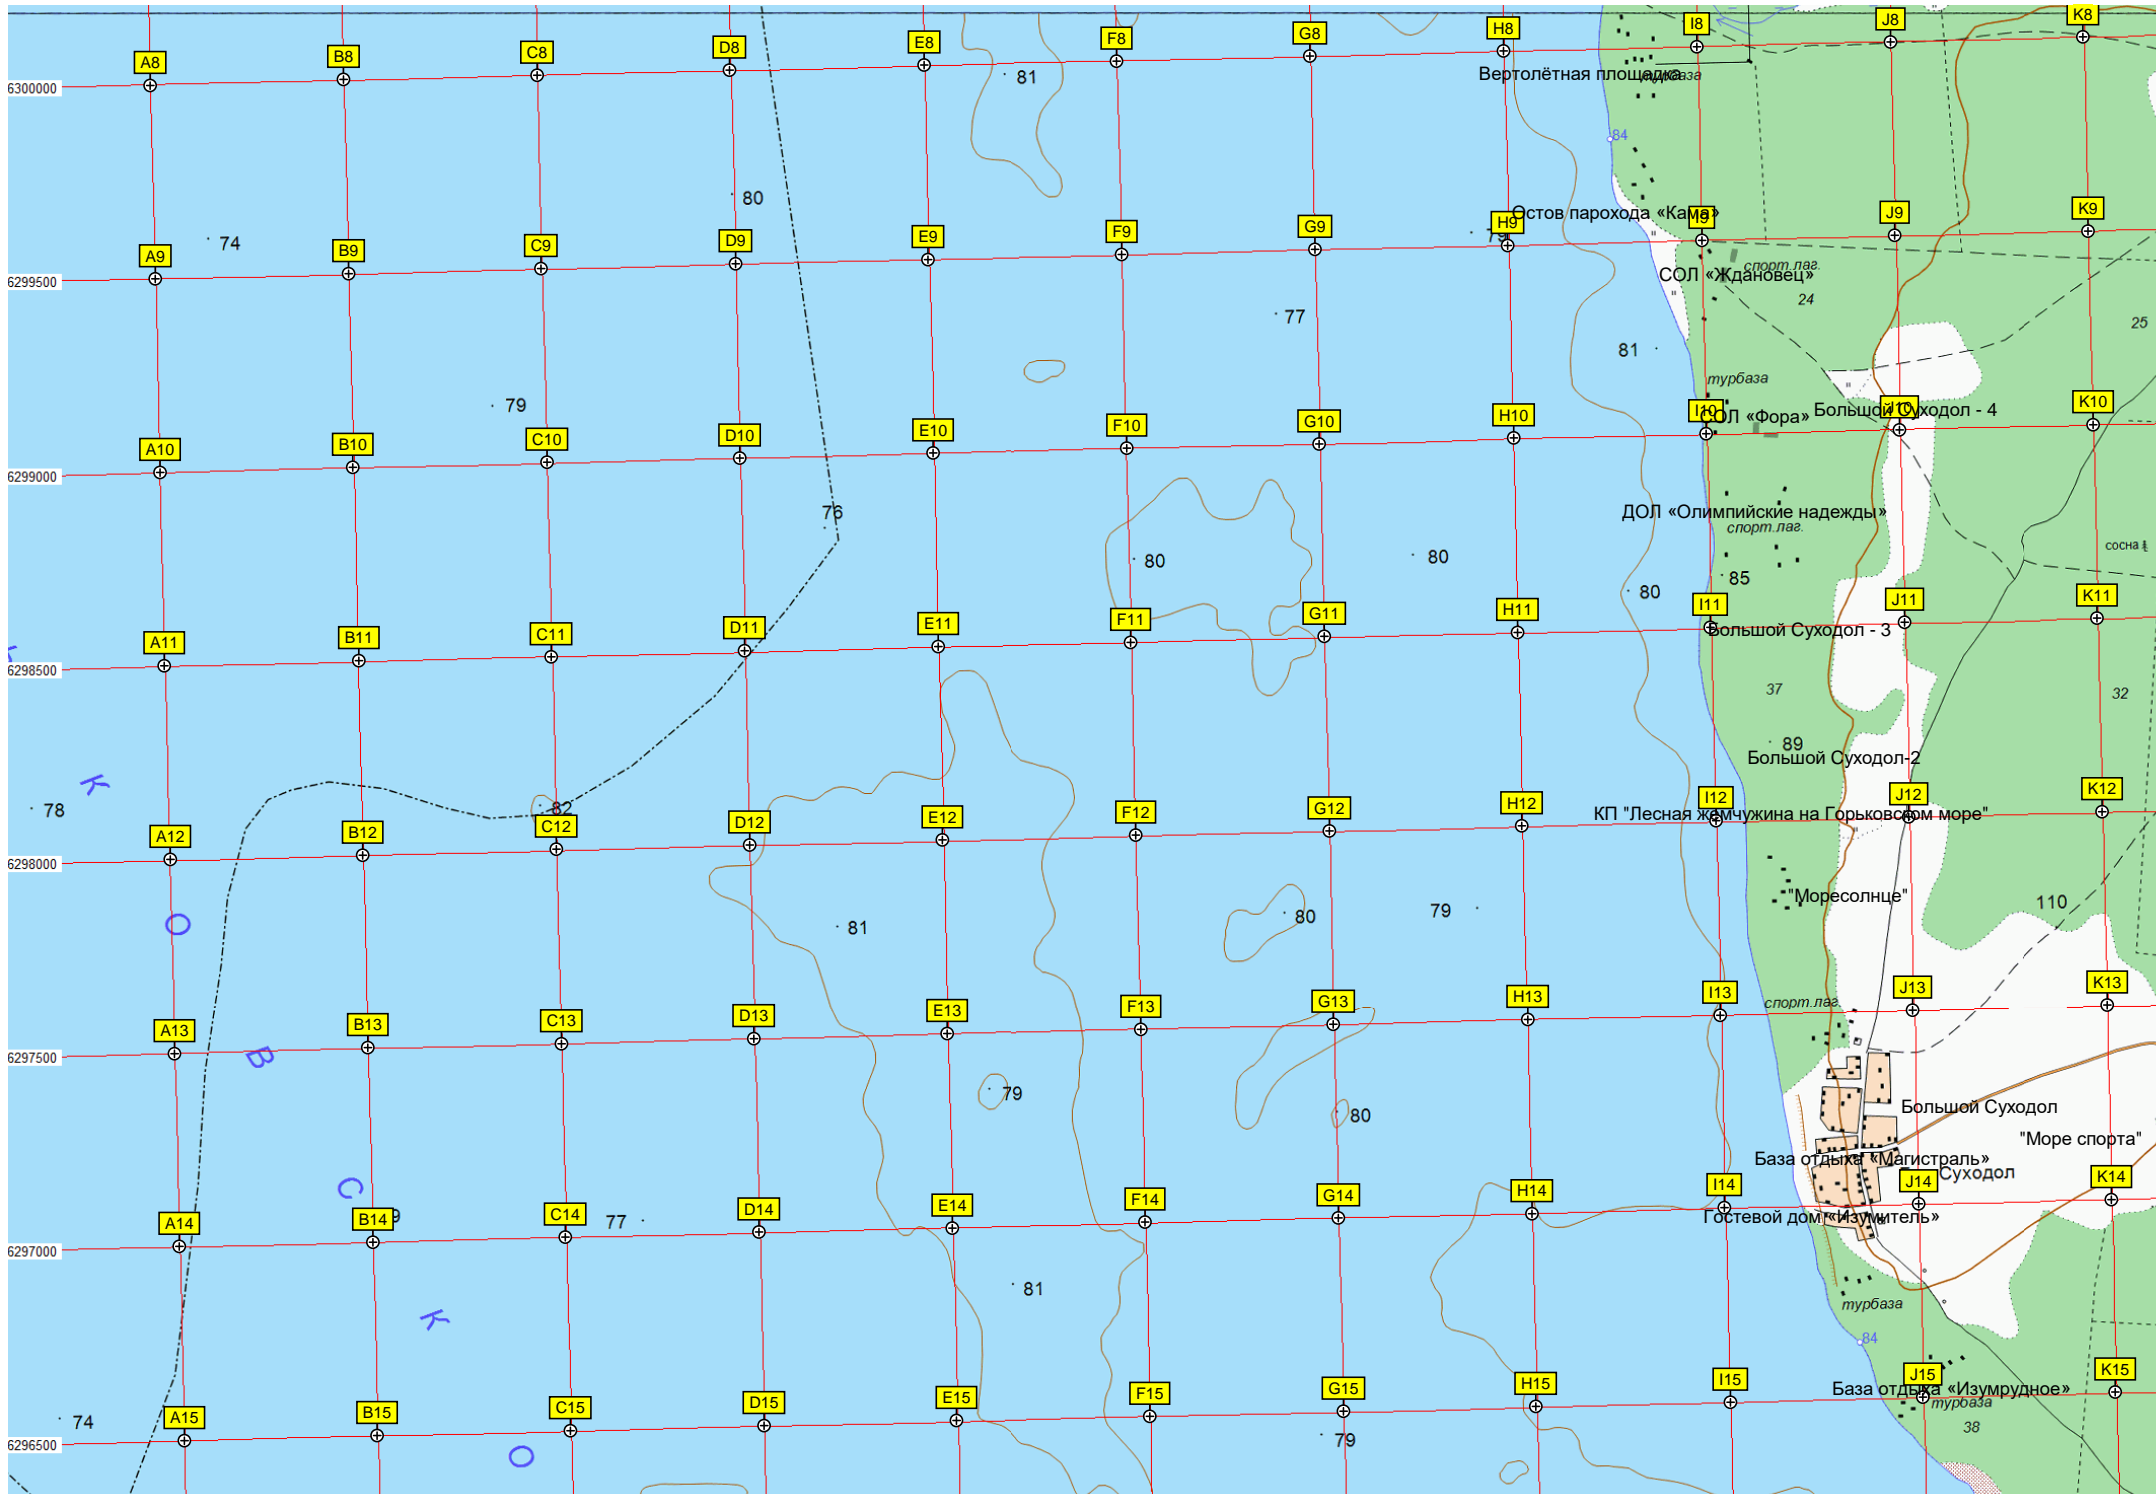 A8 B8 C8 D8 E8 F8 G8 H8 I8 J8 K8
6300000
81
Вертолётная площадка
турбаза
84
80
74
79
Остов парохода «Кама»
A9 B9 C9 D9 E9 F9 G9 H9 I9 J9 K9
6299500
спорт.лаг.
СОЛ «Ждановец»
24
77
25
81
турбаза
79
A10 B10 C10 D10 E10 F10 G10 H10 I10 J10 K10
СОЛ «Фора»
Большой Суходол - 4
6299000
76
ДОЛ «Олимпийские надежды»
спорт.лаг.
сосна
80
80
85
80
A11 B11 C11 D11 E11 F11 G11 H11 I11 J11 K11
Большой Суходол - 3
6298500
37
32
89
Большой Суходол-2
К
78
82
A12 B12 C12 D12 E12 F12 G12 H12 I12 J12 K12
КП "Лесная жемчужина на Горьковском море"
6298000
"Моресолнце"
110
О
81
80
79
A13 B13 C13 D13 E13 F13 G13 H13 I13 J13 K13
спорт.лаг.
6297500
В
79
80
Большой Суходол
"Море спорта"
База отдыха «Магистраль»
Суходол
С
A14 B14 C14 D14 E14 F14 G14 H14 I14 J14 K14
77
Гостевой дом «Изумитель»
6297000
81
турбаза
К
84
A15 B15 C15 D15 E15 F15 G15 H15 I15 J15 K15
База отдыха «Изумрудное»
турбаза
74
38
79
6296500
О